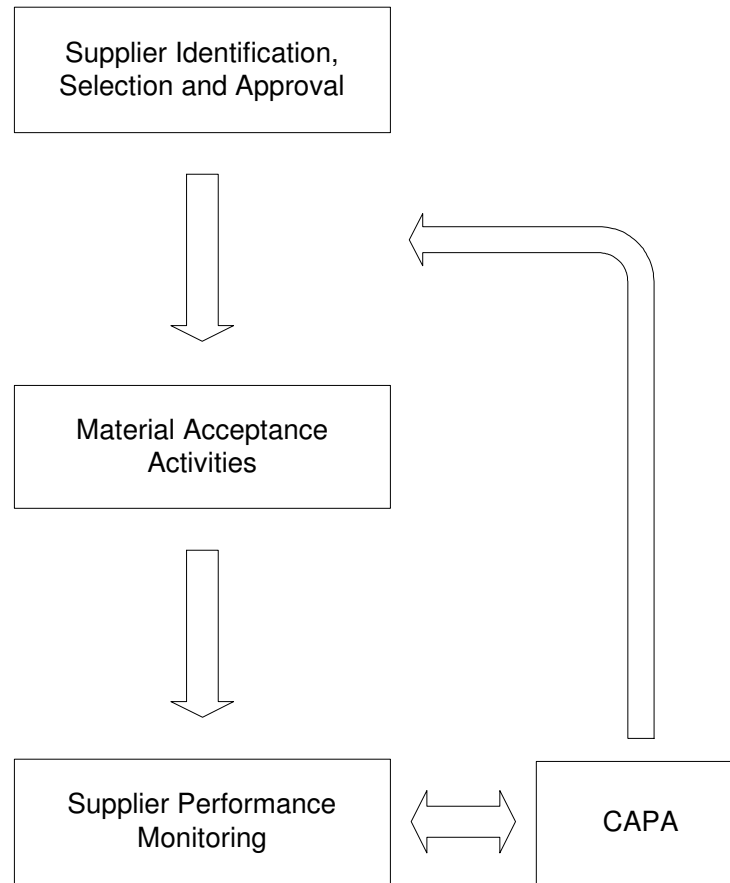 Supplier Identification,
Selection and Approval
Material Acceptance
Activities
Supplier Performance
Monitoring
CAPA